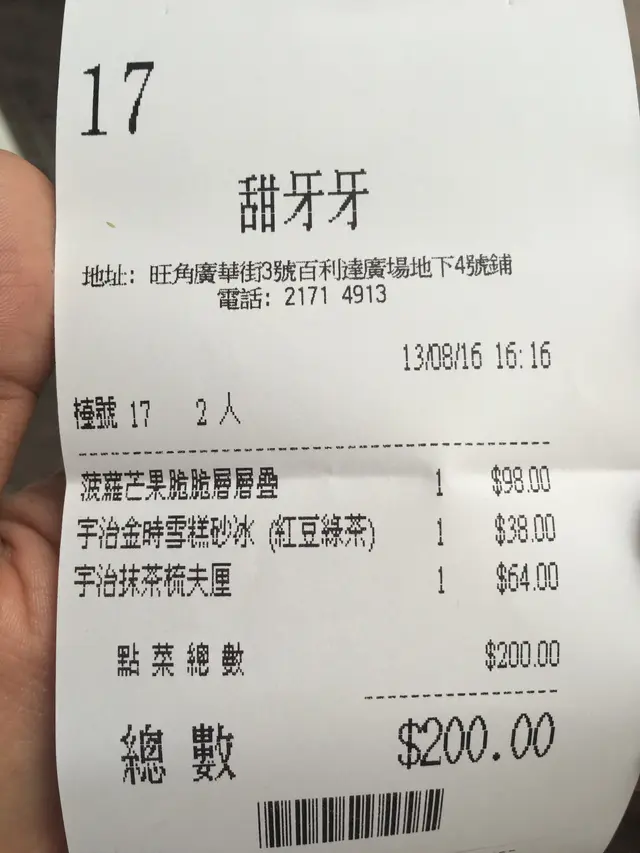 17
甜牙牙
地址: 旺角廣華街3號百利達廣場地下4號鋪
電話: 2171 4913
13/08/16 16:16
檯號 17 2 人
菠蘿芒果脆脆層層疊 1 $98.00
宇治金時雪糕砂冰 (紅豆綠茶) 1 $38.00
宇治抹茶梳夫厘 1 $64.00
點菜總數 $200.00
總數 $200.00